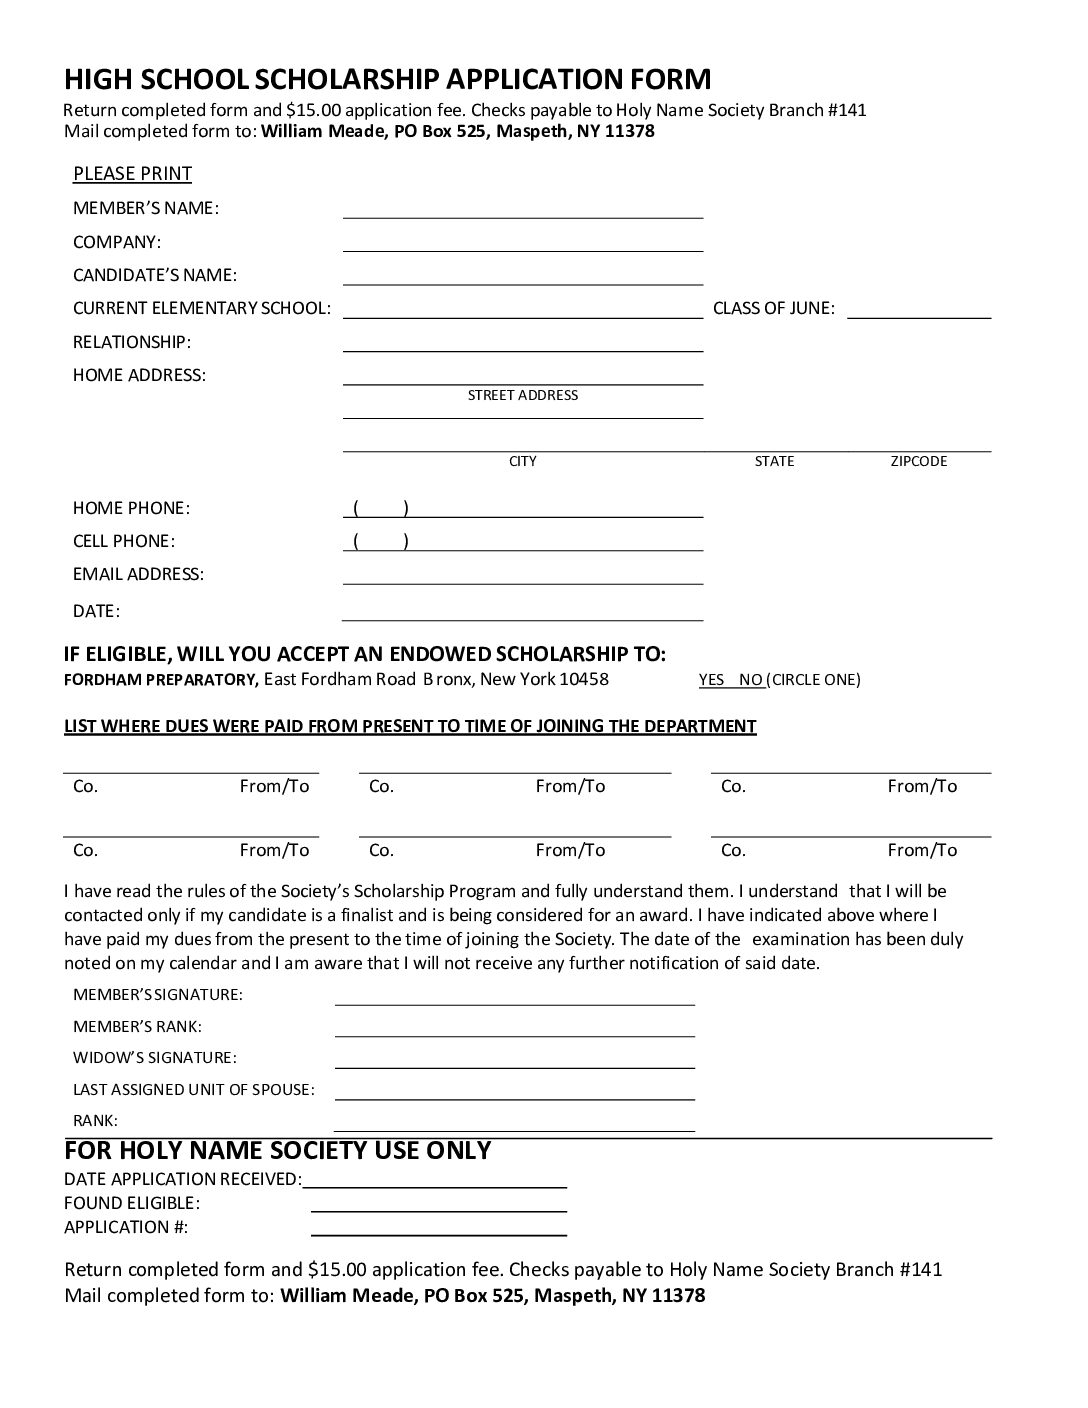 HIGH SCHOOL SCHOLARSHIP APPLICATION FORM
Return completed form and $15.00 application fee. Checks payable to Holy Name Society Branch #141
Mail completed form to: William Meade, PO Box 525, Maspeth, NY 11378
PLEASE PRINT
MEMBER'S NAME:
COMPANY:
CANDIDATE'S NAME:
CURRENT ELEMENTARY SCHOOL: CLASS OF JUNE:
RELATIONSHIP:
HOME ADDRESS:
STREET ADDRESS
CITY STATE ZIPCODE
HOME PHONE: ( )
CELL PHONE: ( )
EMAIL ADDRESS:
DATE:
IF ELIGIBLE, WILL YOU ACCEPT AN ENDOWED SCHOLARSHIP TO:
FORDHAM PREPARATORY, East Fordham Road Bronx, New York 10458 YES NO (CIRCLE ONE)
LIST WHERE DUES WERE PAID FROM PRESENT TO TIME OF JOINING THE DEPARTMENT
Co. From/To Co. From/To Co. From/To
Co. From/To Co. From/To Co. From/To
I have read the rules of the Society's Scholarship Program and fully understand them. I understand that I will be
contacted only if my candidate is a finalist and is being considered for an award. I have indicated above where I
have paid my dues from the present to the time of joining the Society. The date of the examination has been duly
noted on my calendar and I am aware that I will not receive any further notification of said date.
MEMBER'S SIGNATURE:
MEMBER'S RANK:
WIDOW'S SIGNATURE:
LAST ASSIGNED UNIT OF SPOUSE:
RANK:
FOR HOLY NAME SOCIETY USE ONLY
DATE APPLICATION RECEIVED:
FOUND ELIGIBLE:
APPLICATION #:
Return completed form and $15.00 application fee. Checks payable to Holy Name Society Branch #141
Mail completed form to: William Meade, PO Box 525, Maspeth, NY 11378